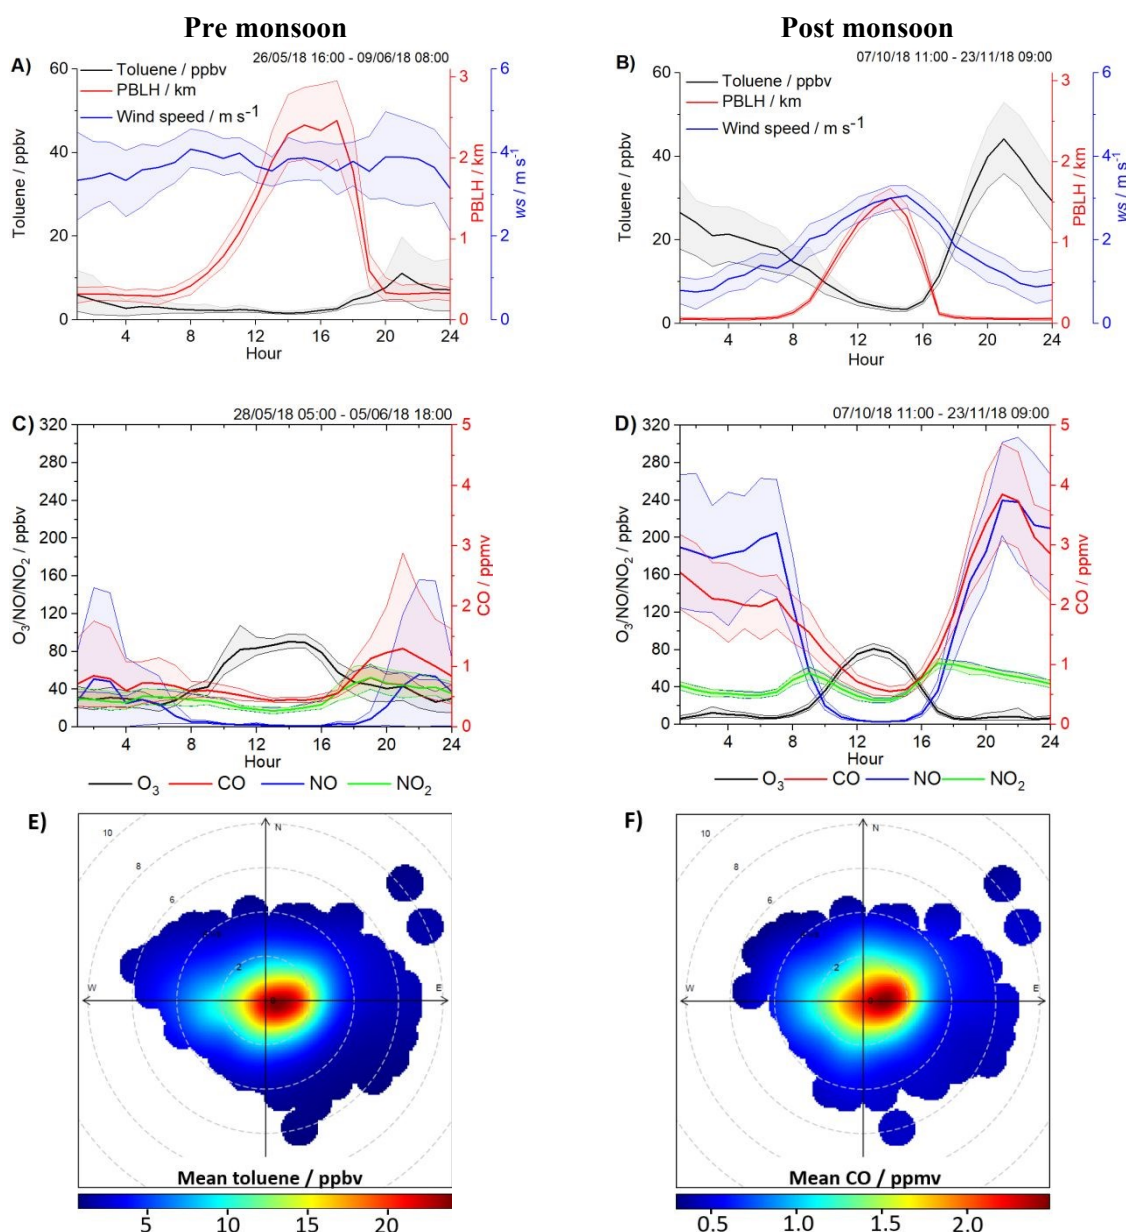 Pre monsoon
Post monsoon
A)
26/05/18 16:00 - 09/06/18 08:00
Toluene / ppbv
PBLH / km
Wind speed / m s⁻¹
60
40
20
0
Toluene / ppbv
3
2
1
0
PBLH / km
6
4
2
0
ws / m s⁻¹
4 8 12 16 20 24
Hour
B)
07/10/18 11:00 - 23/11/18 09:00
Toluene / ppbv
PBLH / km
Wind speed / m s⁻¹
60
40
20
0
Toluene / ppbv
3
2
1
0
PBLH / km
6
4
2
0
ws / m s⁻¹
4 8 12 16 20 24
Hour
C)
28/05/18 05:00 - 05/06/18 18:00
320
280
240
200
160
120
80
40
0
O₃/NO/NO₂ / ppbv
5
4
3
2
1
0
CO / ppmv
4 8 12 16 20 24
Hour
O₃ CO NO NO₂
D)
07/10/18 11:00 - 23/11/18 09:00
320
280
240
200
160
120
80
40
0
O₃/NO/NO₂ / ppbv
5
4
3
2
1
0
CO / ppmv
4 8 12 16 20 24
Hour
O₃ CO NO NO₂
E)
10
8
6
2
N
W
E
Mean toluene / ppbv
5 10 15 20
F)
10
8
6
2
N
W
E
Mean CO / ppmv
0.5 1.0 1.5 2.0